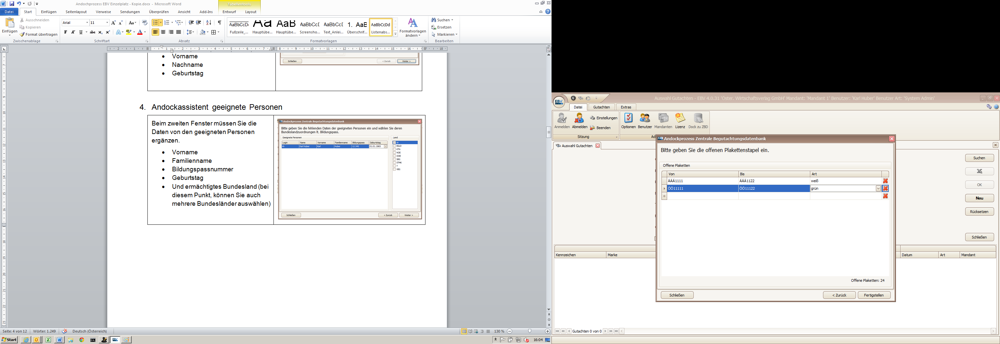 Andochprozess EBV Einzelplatz - Kopie.docx - Microsoft Word
Tabellentools
Datei Start Einfügen Seitenlayout Verweise Sendungen Überprüfen Ansicht Add-Ins Entwurf Layout
Einfügen
Ausschneiden
Kopieren
Format übertragen
Zwischenablage
Arial 11
Schriftart
Absatz
AaBbCcDc AaB AaB AaBbCcD AaBbCcD 1. AaB AaBbCcDd
Fußzeile_... Hauptübe... Hauptübe... Screensho... Text_Anlei... Überschrif... Listenabs...
Formatvorlagen ändern
Formatvorlagen
Suchen
Ersetzen
Markieren
Bearbeiten
• Vorname
• Nachname
• Geburtstag
Schließen < Zurück Weiter >
4. Andockassistent geeignete Personen
Beim zweiten Fenster müssen Sie die
Daten von den geeigneten Personen
ergänzen.
• Vorname
• Familienname
• Bildungspassnummer
• Geburtstag
• Und ermächtigtes Bundesland (bei
diesem Punkt, können Sie auch
mehrere Bundesländer auswählen)
Andockprozess Zentrale Begutachtungsdatenbank
Bitte geben Sie die fehlenden Daten der geeigneten Personen ein und wählen Sie deren
Bundeslandzuordnungen lt. Bildungspass.
Geeignete Personen
Land
Login Name Vorname Familienname Bildungspass Geburtstag
kh Karl Huber Karl Huber 12.345 01.01.1965
W
BGLD
KTN
NOE
OOE
SBG
STMK
T
VBG
Schließen < Zurück Weiter >
Seite: 4 von 12 Wörter: 1.249 Deutsch (Österreich) 130 %
Start
16:04
Auswahl Gutachten - EBV 4.0.31 'Öster. Wirtschaftsverlag GmbH' Mandant: 'Mandant 1' Benutzer: 'Karl Huber' Benutzer Art: 'System Admin'
EBV
Datei Gutachten Extras
Anmelden Abmelden
Einstellungen
Beenden
Sitzung
Optionen Benutzer Mandanten Lizenz Dock zu ZBD
Auswahl Gutachten
Andockprozess Zentrale Begutachtungsdatenbank
Bitte geben Sie die offenen Plakettenstapel ein.
Offene Plaketten
Von Bis Art
ÄÄÄ1111 ÄÄÄ1122 weiß
ÖÖ11111 ÖÖ11122 grün
Offene Plaketten: 24
Schließen < Zurück Fertigstellen
Suchen
OK
Neu
Rücksetzen
Schließen
Kennzeichen Marke Datum Art Mandant
Gutachten 0 von 0